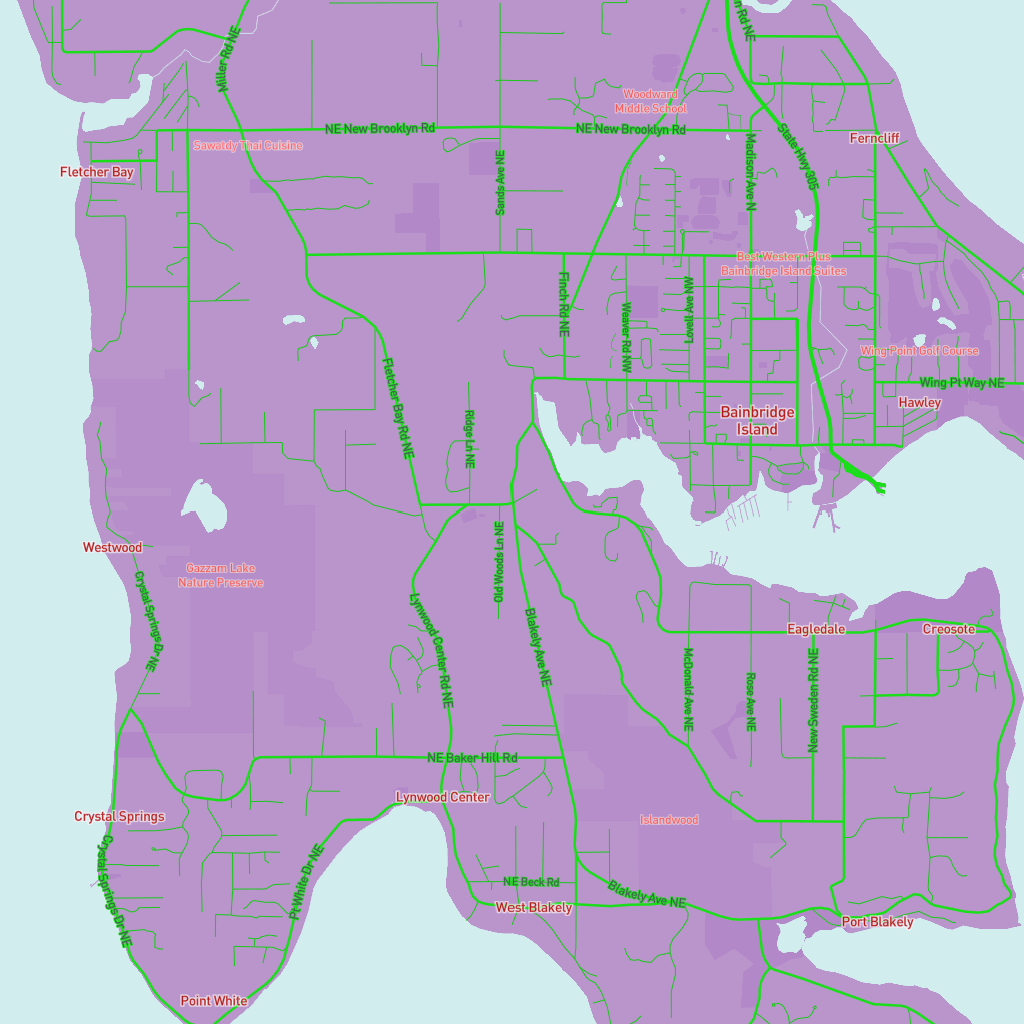 n Rd NE
Miller Rd NE
Woodward
Middle School
NE New Brooklyn Rd
NE New Brooklyn Rd
State Hwy 305
Ferncliff
Sawatdy Thai Cuisine
Fletcher Bay
Sands Ave NE
Madison Ave N
Best Western Plus
Bainbridge Island Suites
Finch Rd NE
Weaver Rd NW
Lovell Ave NW
Wing Point Golf Course
Wing Pt Way NE
Hawley
Fletcher Bay Rd NE
Ridge Ln NE
Bainbridge
Island
Westwood
Gazzam Lake
Nature Preserve
Old Woods Ln NE
Crystal Springs Dr NE
Lynwood Center Rd NE
Blakely Ave NE
Eagledale
Creosote
McDonald Ave NE
Rose Ave NE
New Sweden Rd NE
NE Baker Hill Rd
Lynwood Center
Crystal Springs
Islandwood
Crystal Springs Dr NE
Pt White Dr NE
NE Beck Rd
Blakely Ave NE
West Blakely
Port Blakely
Point White